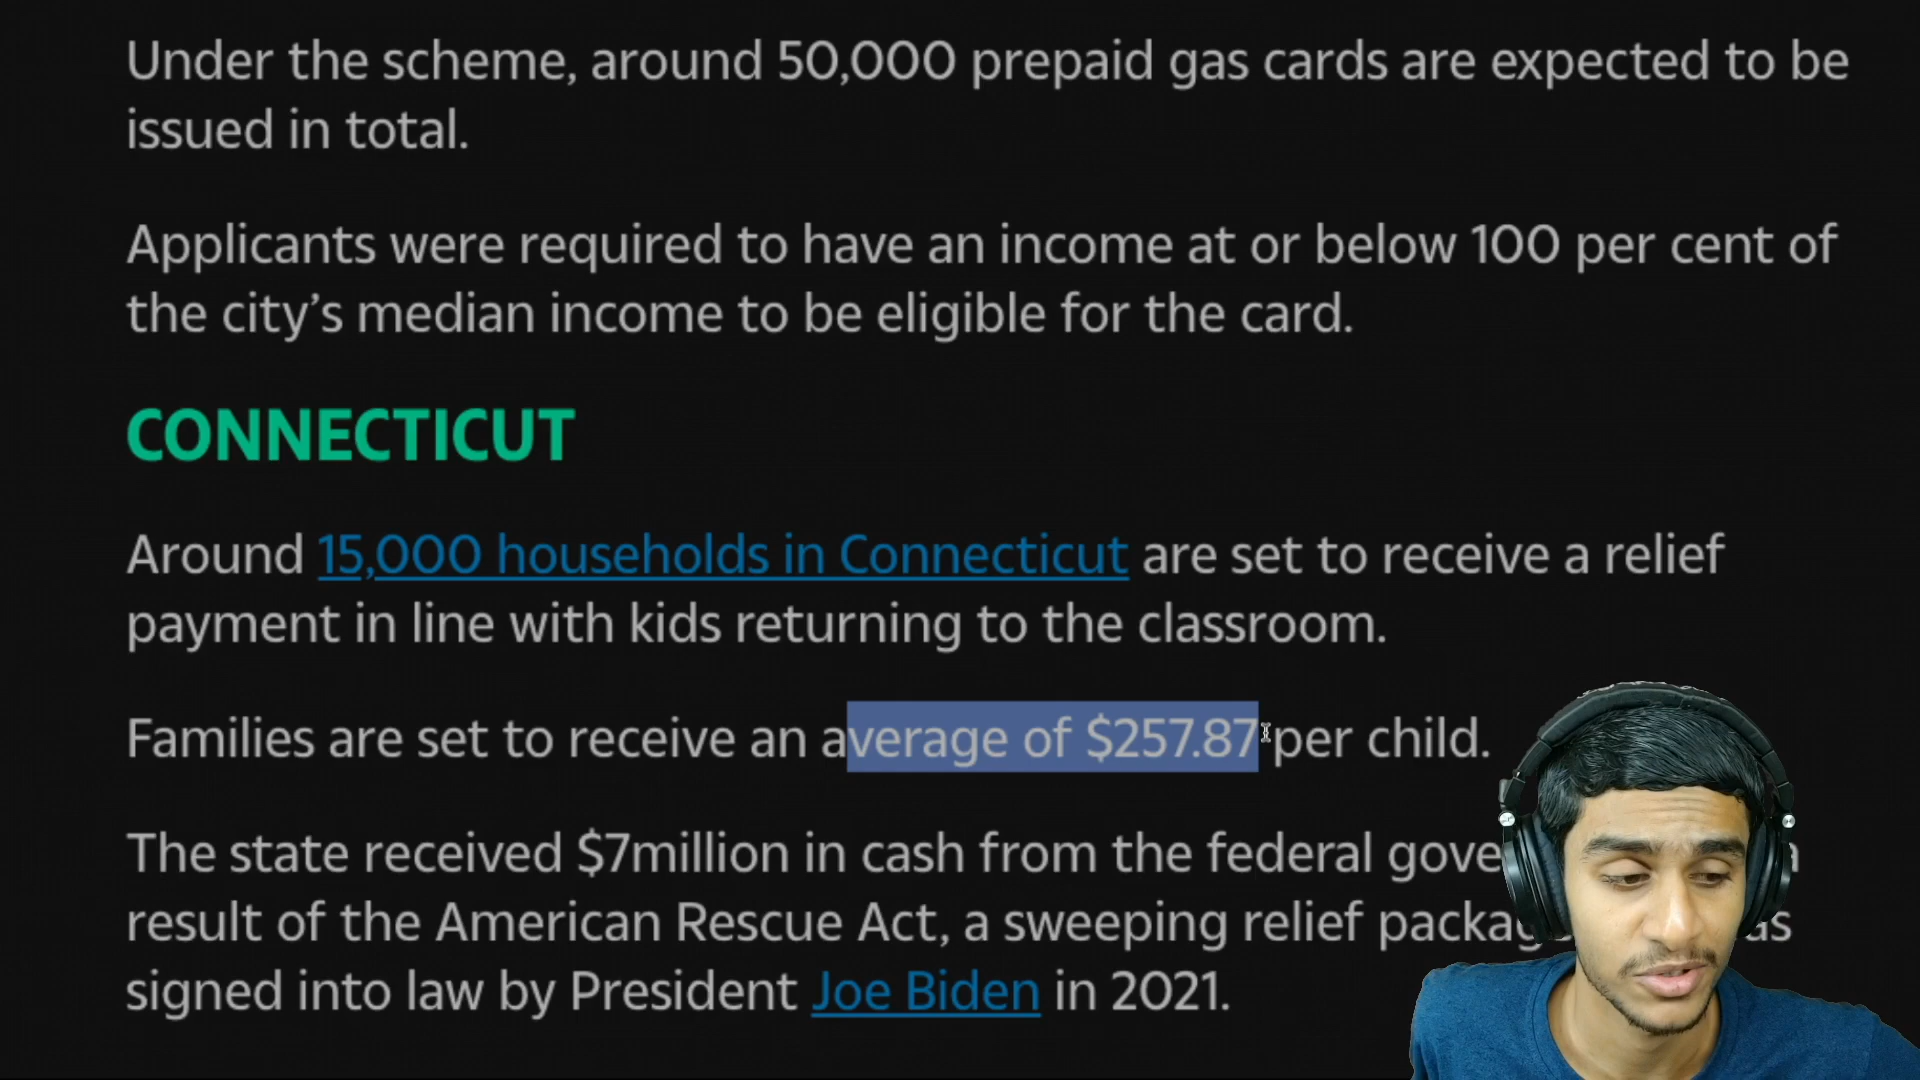 Under the scheme, around 50,000 prepaid gas cards are expected to be
issued in total.
Applicants were required to have an income at or below 100 per cent of
the city’s median income to be eligible for the card.
CONNECTICUT
Around 15,000 households in Connecticut are set to receive a relief
payment in line with kids returning to the classroom.
Families are set to receive an average of $257.87 per child.
The state received $7million in cash from the federal
result of the American Rescue Act, a sweeping relief
signed into law by President Joe Biden in 2021.